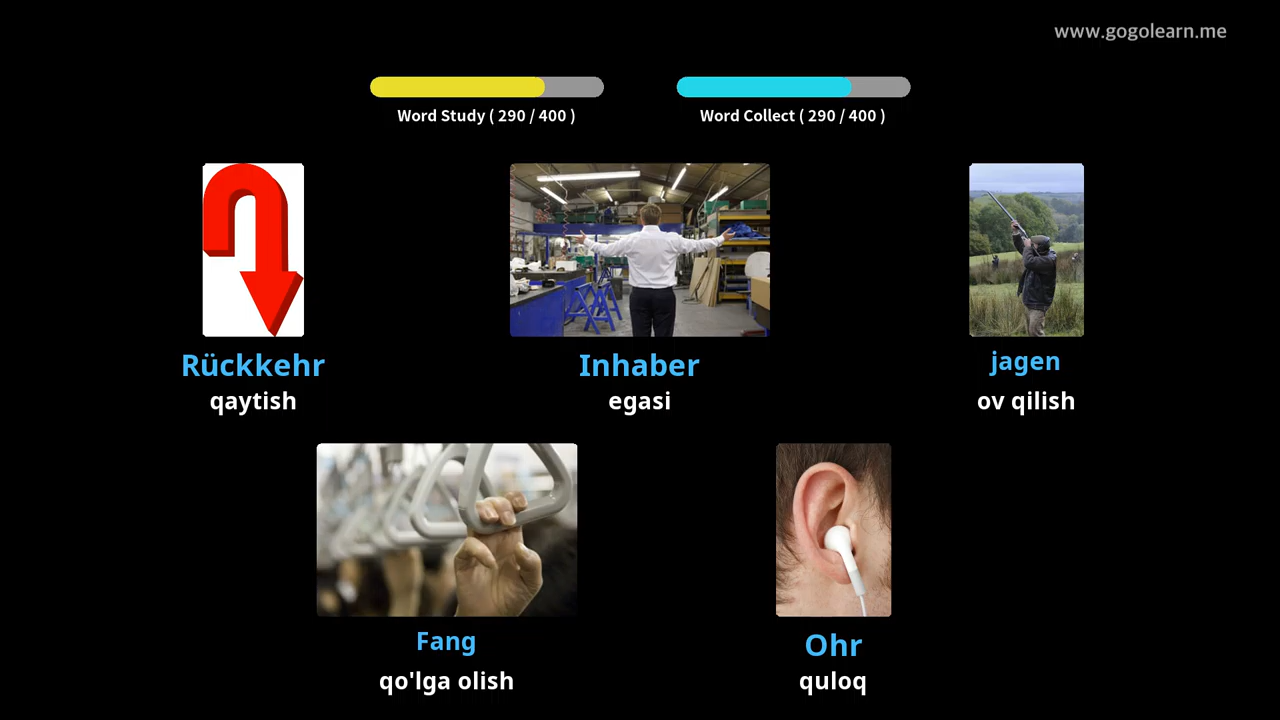 www.gogolearn.me
Word Study ( 290 / 400 )
Word Collect ( 290 / 400 )
Rückkehr
qaytish
Inhaber
egasi
jagen
ov qilish
Fang
qo'lga olish
Ohr
quloq